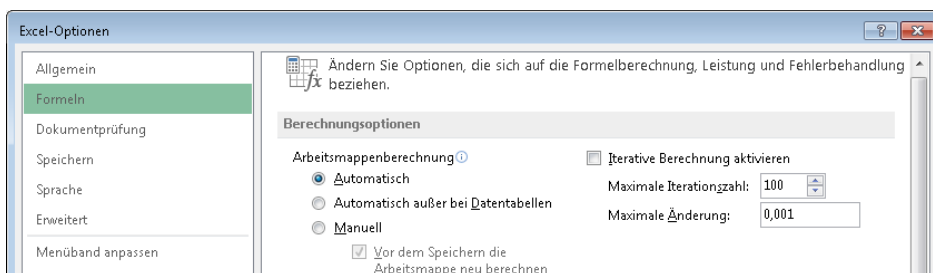 Excel-Optionen
Allgemein
Formeln
Dokumentprüfung
Speichern
Sprache
Erweitert
Menüband anpassen
Ändern Sie Optionen, die sich auf die Formelberechnung, Leistung und Fehlerbehandlung
beziehen.
Berechnungsoptionen
Arbeitsmappenberechnung
Automatisch
Automatisch außer bei Datentabellen
Manuell
Vor dem Speichern die
Arbeitsmappe neu berechnen
Iterative Berechnung aktivieren
Maximale Iterationszahl: 100
Maximale Änderung: 0,001